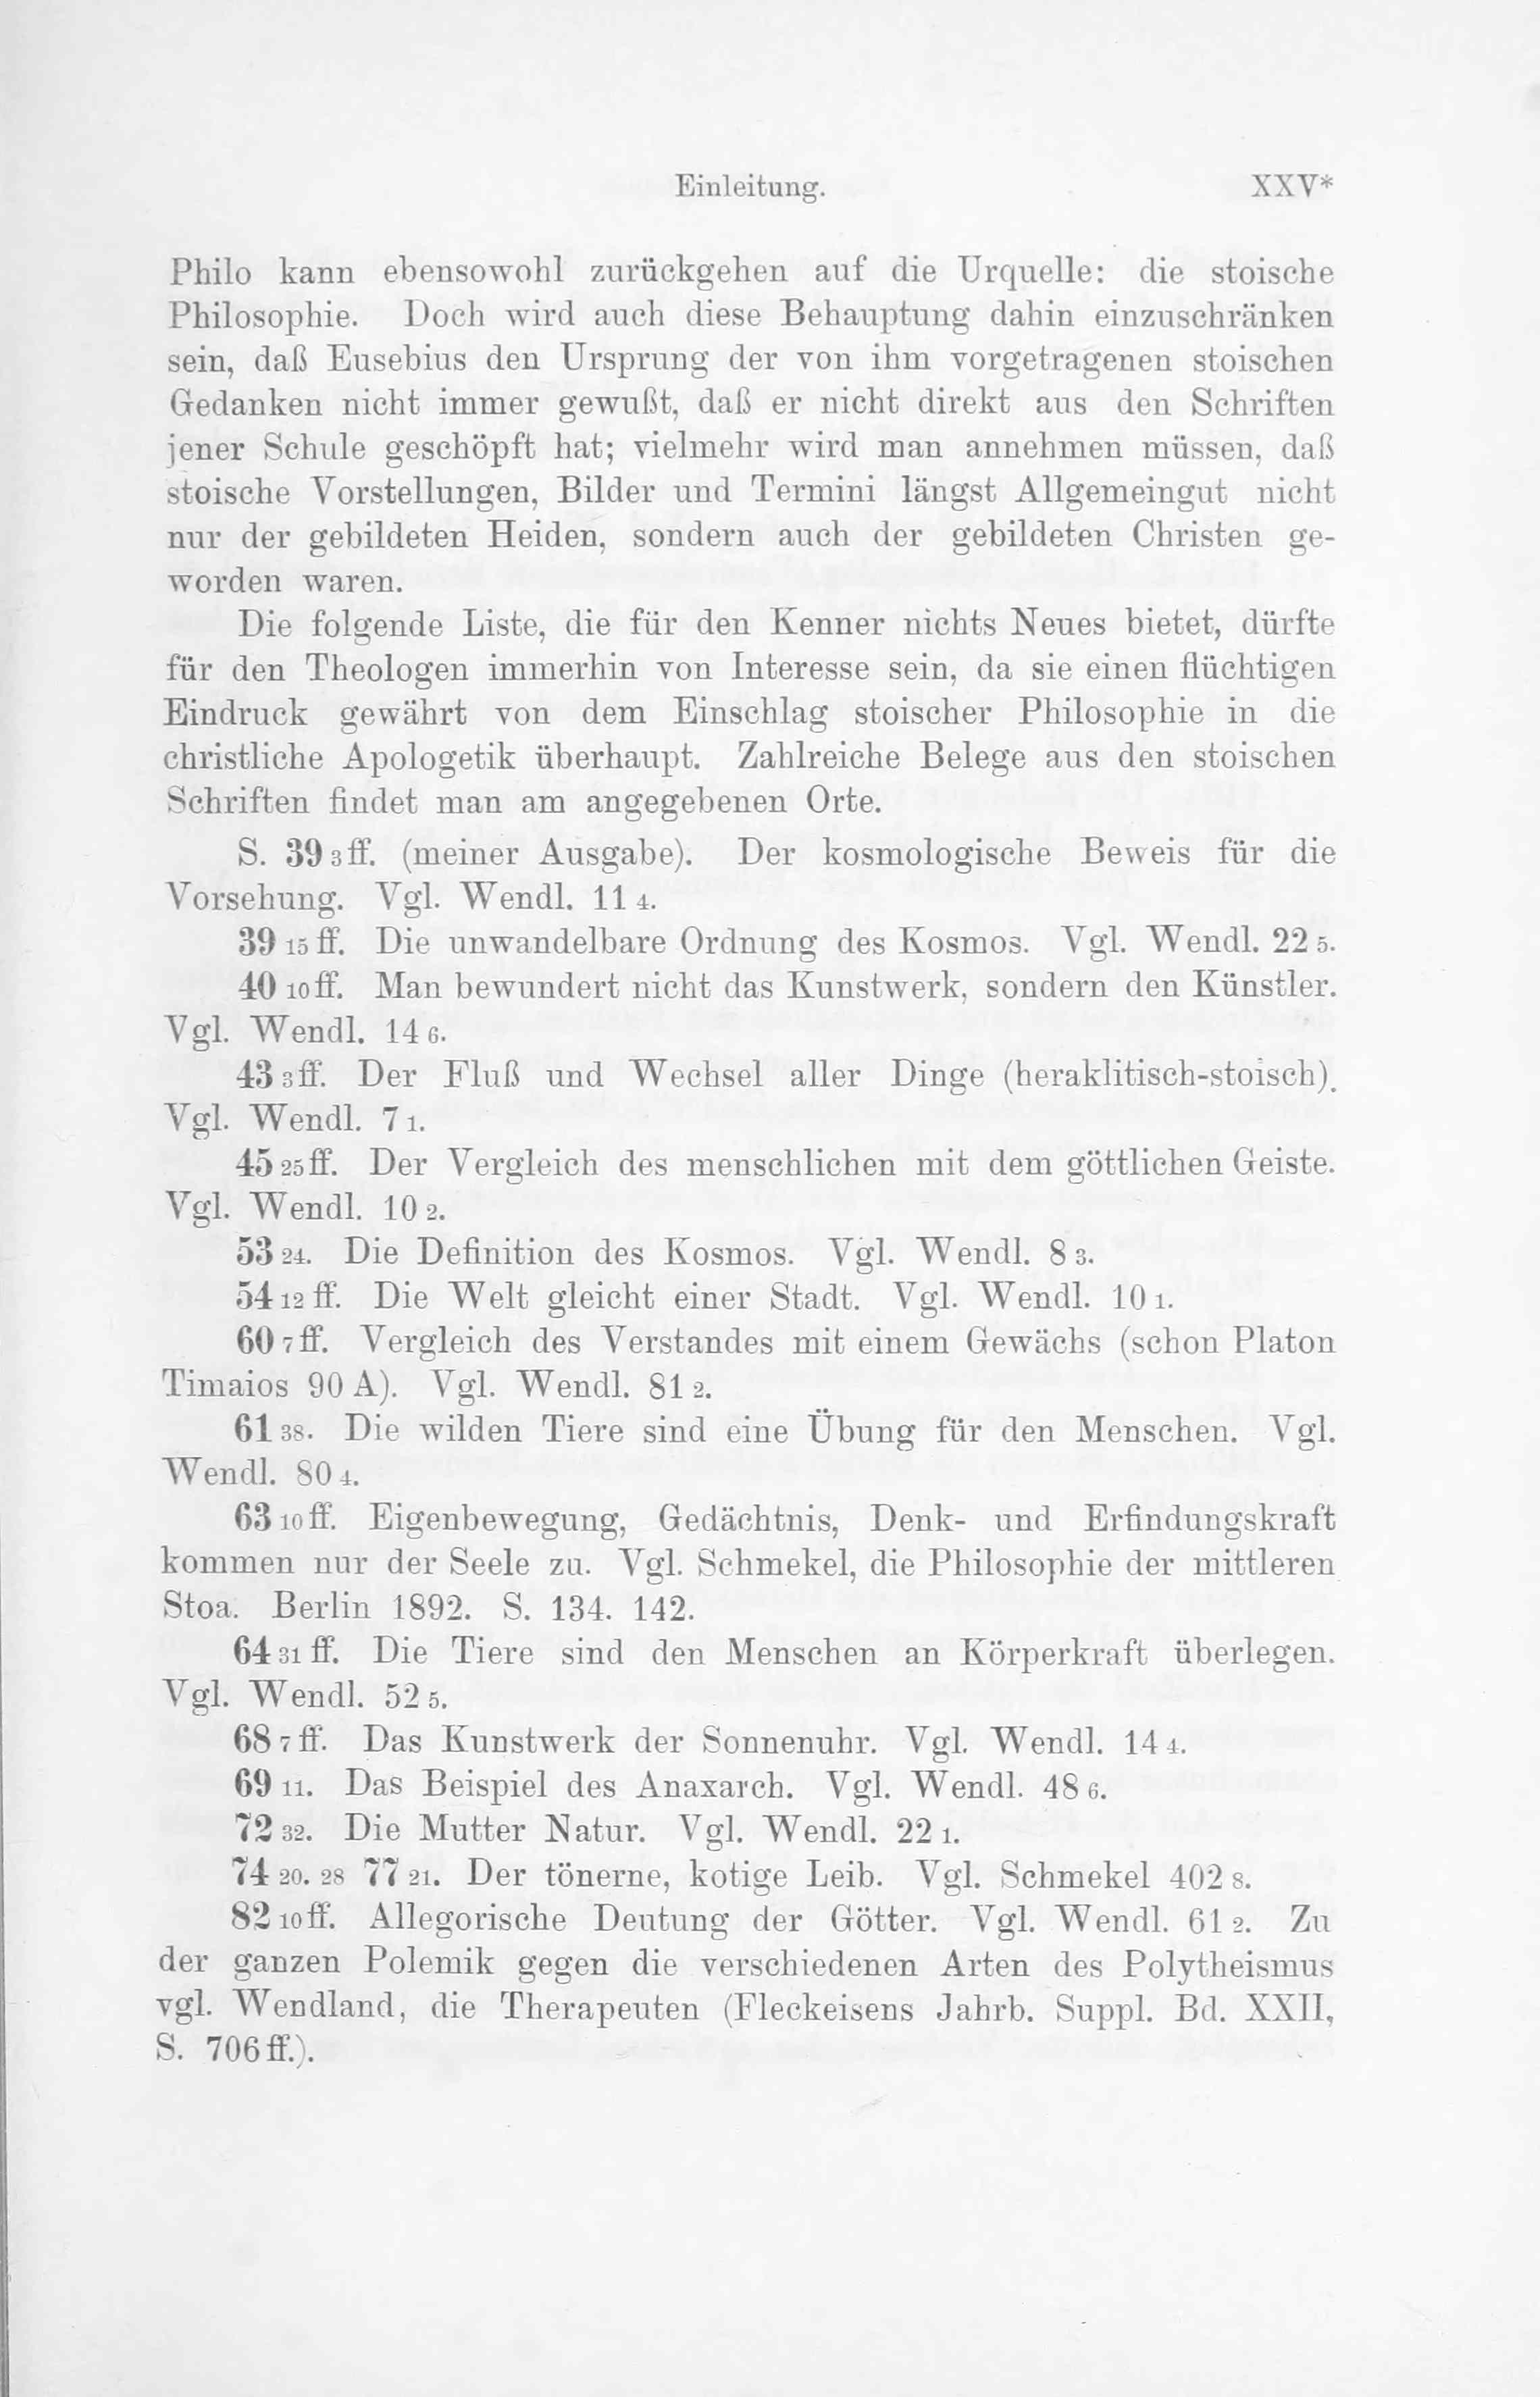 Einleitung. XXV*
Philo kann ebensowohl zurückgehen auf die Urquelle: die stoische
Philosophie. Doch wird auch diese Behauptung dahin einzuschränken
sein, daß Eusebius den Ursprung der von ihm vorgetragenen stoischen
Gedanken nicht immer gewußt, daß er nicht direkt aus den Schriften
jener Schule geschöpft hat; vielmehr wird man annehmen müssen, daß
stoische Vorstellungen, Bilder und Termini längst Allgemeingut nicht
nur der gebildeten Heiden, sondern auch der gebildeten Christen ge-
worden waren.
Die folgende Liste, die für den Kenner nichts Neues bietet, dürfte
für den Theologen immerhin von Interesse sein, da sie einen flüchtigen
Eindruck gewährt von dem Einschlag stoischer Philosophie in die
christliche Apologetik überhaupt. Zahlreiche Belege aus den stoischen
Schriften findet man am angegebenen Orte.
S. 39 3 ff. (meiner Ausgabe). Der kosmologische Beweis für die
Vorsehung. Vgl. Wendl. 11 4.
39 15 ff. Die unwandelbare Ordnung des Kosmos. Vgl. Wendl. 22 5.
40 10 ff. Man bewundert nicht das Kunstwerk, sondern den Künstler.
Vgl. Wendl. 14 6.
43 3 ff. Der Fluß und Wechsel aller Dinge (heraklitisch-stoisch).
Vgl. Wendl. 7 1.
45 25 ff. Der Vergleich des menschlichen mit dem göttlichen Geiste.
Vgl. Wendl. 10 2.
53 24. Die Definition des Kosmos. Vgl. Wendl. 8 3.
54 12 ff. Die Welt gleicht einer Stadt. Vgl. Wendl. 10 1.
60 7 ff. Vergleich des Verstandes mit einem Gewächs (schon Platon
Timaios 90 A). Vgl. Wendl. 81 2.
61 38. Die wilden Tiere sind eine Übung für den Menschen. Vgl.
Wendl. 80 4.
63 10 ff. Eigenbewegung, Gedächtnis, Denk- und Erfindungskraft
kommen nur der Seele zu. Vgl. Schmekel, die Philosophie der mittleren
Stoa. Berlin 1892. S. 134. 142.
64 31 ff. Die Tiere sind den Menschen an Körperkraft überlegen.
Vgl. Wendl. 52 5.
68 7 ff. Das Kunstwerk der Sonnenuhr. Vgl. Wendl. 14 4.
69 11. Das Beispiel des Anaxarch. Vgl. Wendl. 48 6.
72 32. Die Mutter Natur. Vgl. Wendl. 22 1.
74 20. 28 77 21. Der tönerne, kotige Leib. Vgl. Schmekel 402 8.
82 10 ff. Allegorische Deutung der Götter. Vgl. Wendl. 61 2. Zu
der ganzen Polemik gegen die verschiedenen Arten des Polytheismus
vgl. Wendland, die Therapeuten (Fleckeisens Jahrb. Suppl. Bd. XXII,
S. 706 ff.).